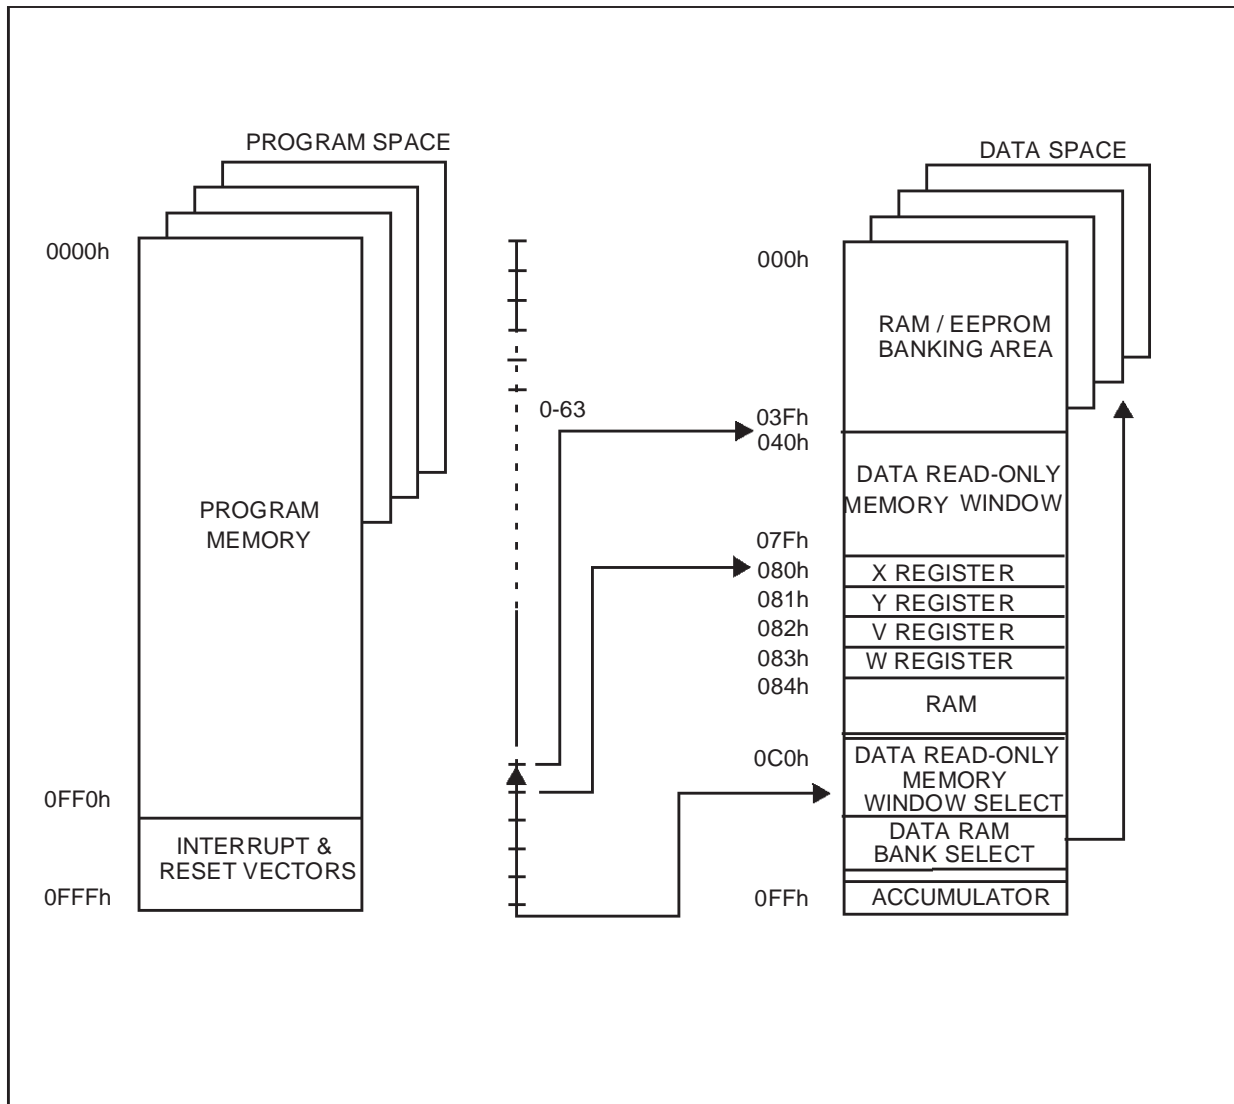 PROGRAM SPACE
0000h
PROGRAM
MEMORY
0FF0h
INTERRUPT &
RESET VECTORS
0FFFh
0-63
DATA SPACE
000h
RAM / EEPROM
BANKING AREA
03Fh
040h
DATA READ-ONLY
MEMORY WINDOW
07Fh
080h
X REGISTER
081h
Y REGISTER
082h
V REGISTER
083h
W REGISTER
084h
RAM
0C0h
DATA READ-ONLY
MEMORY
WINDOW SELECT
DATA RAM
BANK SELECT
0FFh
ACCUMULATOR